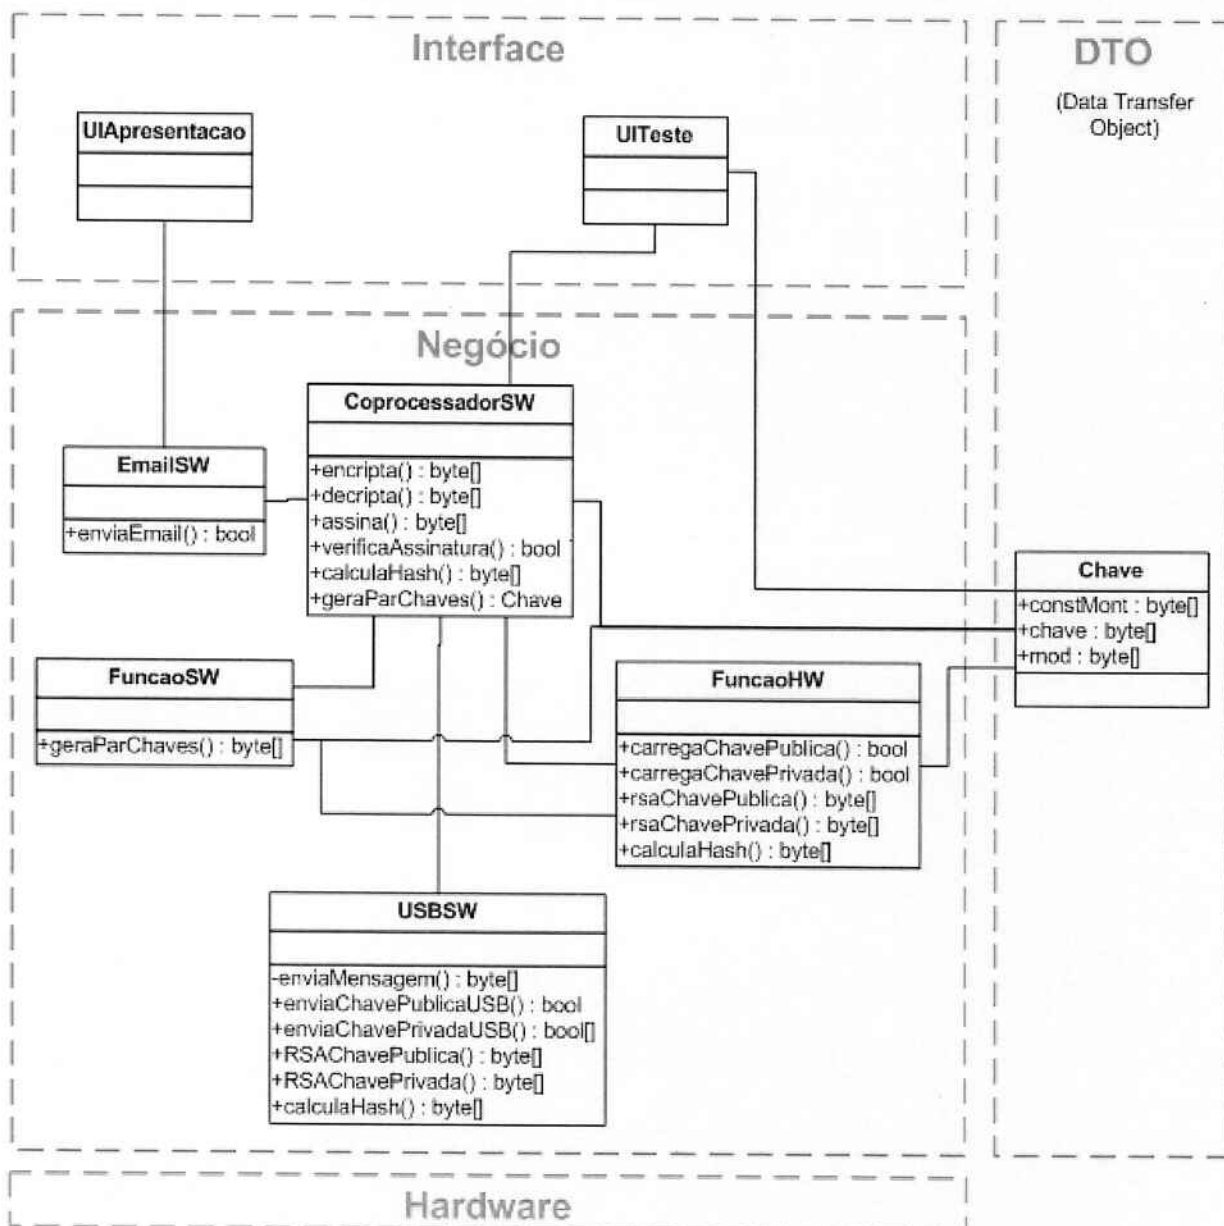 Interface
DTO
(Data Transfer
Object)
UIApresentacao
UITeste
Negócio
CoprocessadorSW
+encripta() : byte[]
+decripta() : byte[]
+assina() : byte[]
+verificaAssinatura() : bool
+calculaHash() : byte[]
+geraParChaves() : Chave
EmailSW
+enviaEmail() : bool
Chave
+constMont : byte[]
+chave : byte[]
+mod : byte[]
FuncaoSW
+geraParChaves() : byte[]
FuncaoHW
+carregaChavePublica() : bool
+carregaChavePrivada() : bool
+rsaChavePublica() : byte[]
+rsaChavePrivada() : byte[]
+calculaHash() : byte[]
USBSW
-enviaMensagem() : byte[]
+enviaChavePublicaUSB() : bool
+enviaChavePrivadaUSB() : bool[]
+RSAChavePublica() : byte[]
+RSAChavePrivada() : byte[]
+calculaHash() : byte[]
Hardware